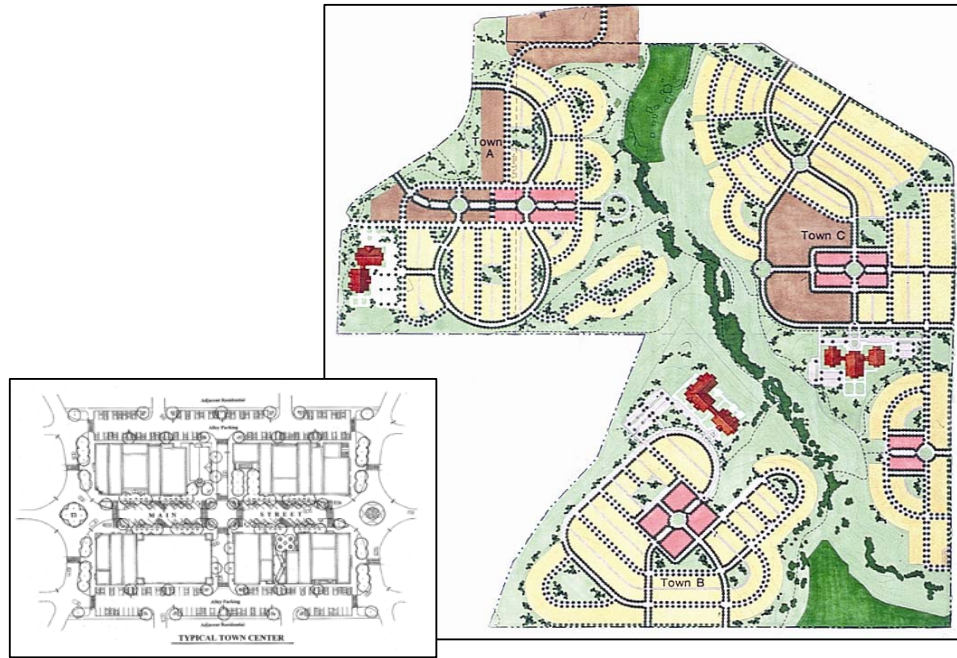 Town
A
Town C
Town B
Adjacent Residential
Alley Parking
MAIN STREET
Alley Parking
Adjacent Residential
TYPICAL TOWN CENTER